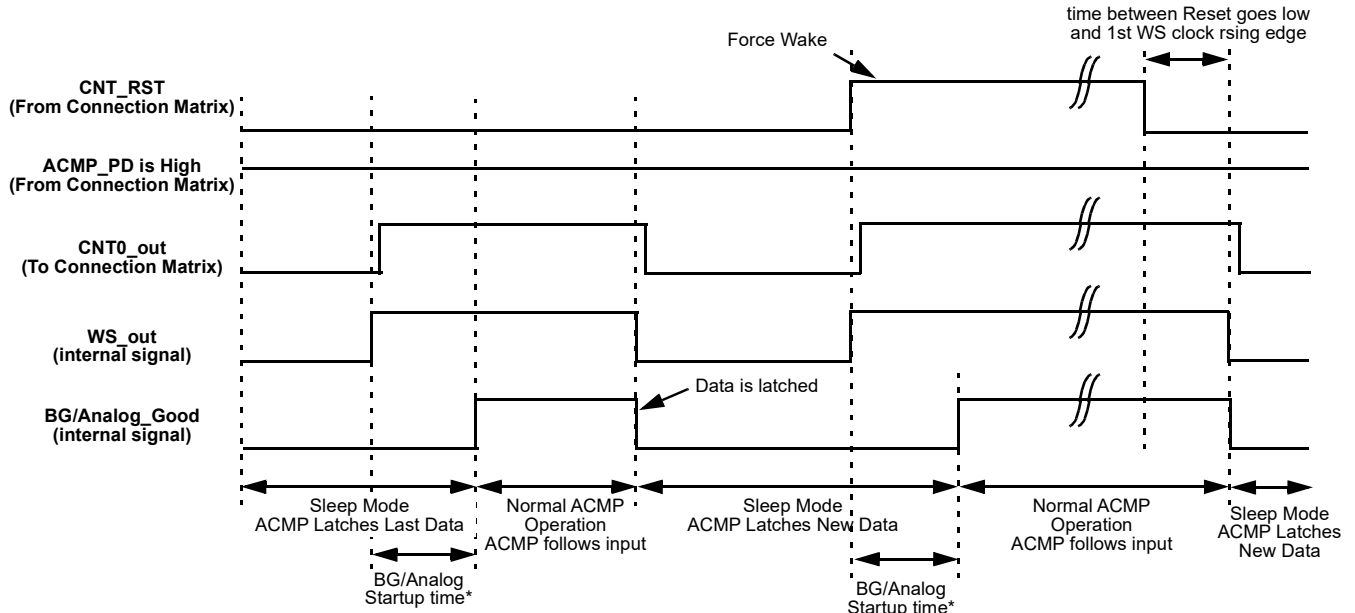 time between Reset goes low
and 1st WS clock rsing edge
Force Wake
CNT_RST
(From Connection Matrix)
ACMP_PD is High
(From Connection Matrix)
CNT0_out
(To Connection Matrix)
WS_out
(internal signal)
Data is latched
BG/Analog_Good
(internal signal)
Sleep Mode
ACMP Latches Last Data
Normal ACMP
Operation
ACMP follows input
Sleep Mode
ACMP Latches New Data
Normal ACMP
Operation
ACMP follows input
Sleep Mode
ACMP Latches
New Data
BG/Analog
Startup time*
BG/Analog
Startup time*